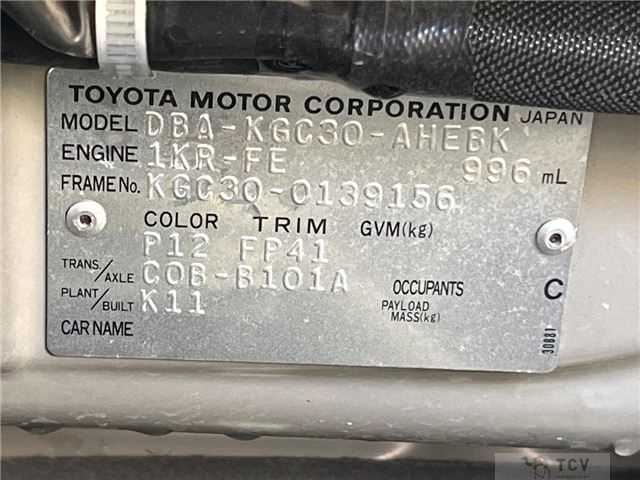 TOYOTA MOTOR CORPORATION JAPAN
MODEL DBA-KGC30-AHEBK
ENGINE 1KR-FE 996 mL
FRAME No. KGC30-0139156
COLOR TRIM GVM(kg)
P12 FP41
TRANS./AXLE C0B-B101A OCCUPANTS C
PLANT/BUILT K11 PAYLOAD MASS(kg)
CAR NAME
30881
TCV